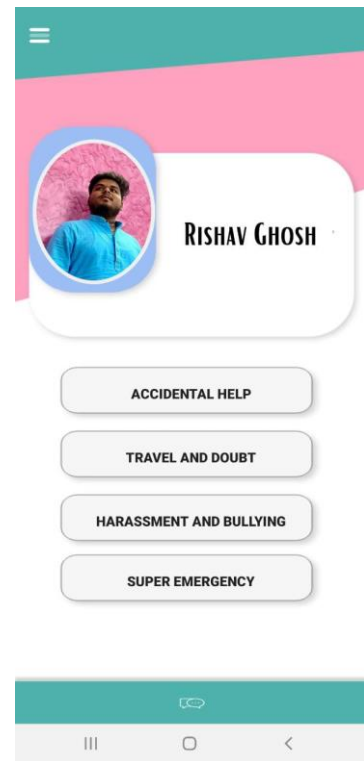 RISHAV GHOSH
ACCIDENTAL HELP
TRAVEL AND DOUBT
HARASSMENT AND BULLYING
SUPER EMERGENCY